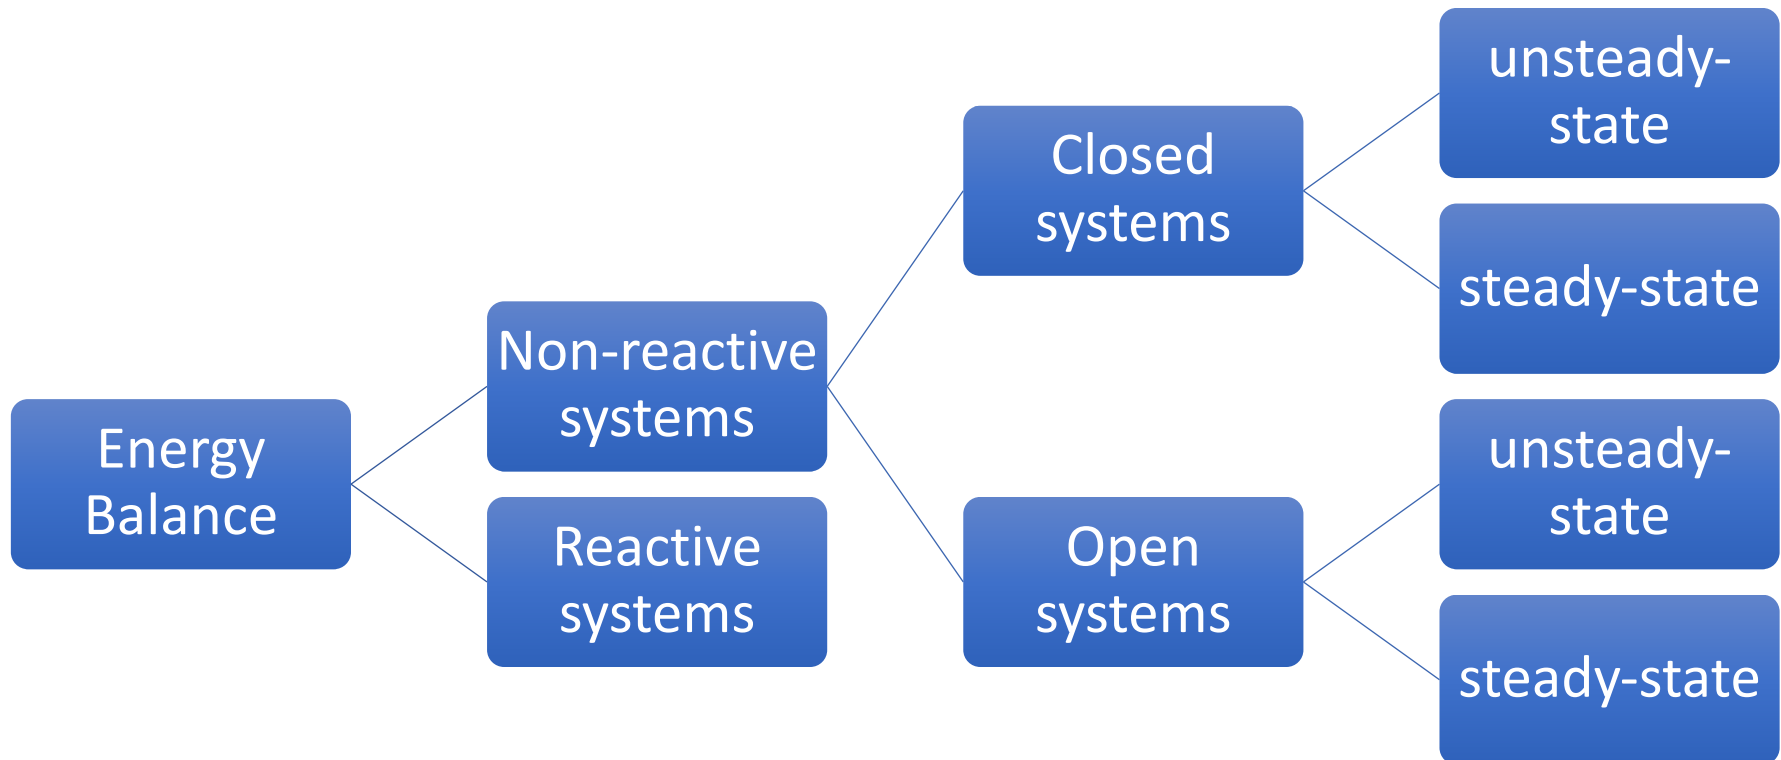 Energy
Balance
Non-reactive
systems
Reactive
systems
Closed
systems
Open
systems
unsteady-
state
steady-state
unsteady-
state
steady-state